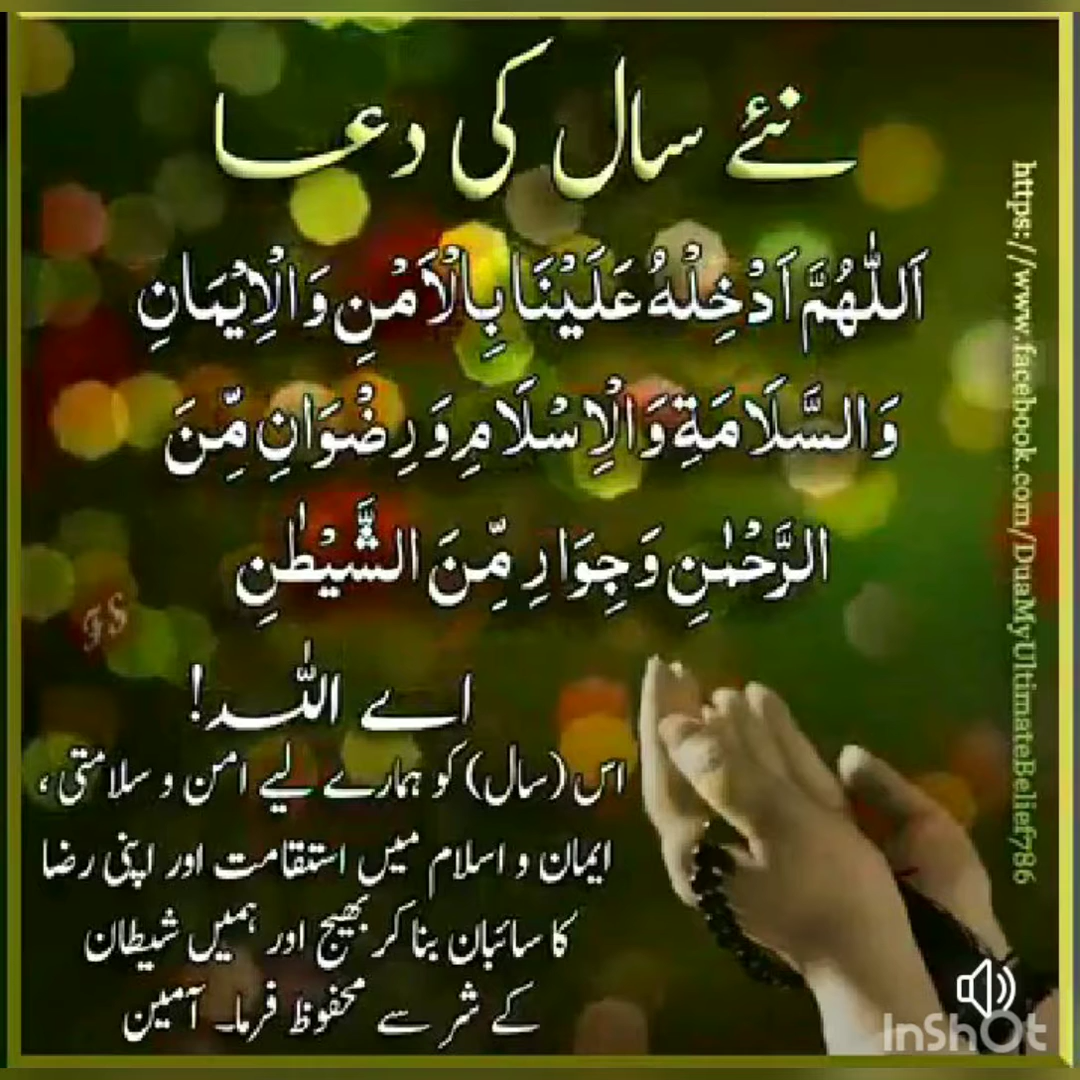 نئے سال کی دعا
اَللّٰهُمَّ اَدْخِلْهُ عَلَيْنَا بِالْاَمْنِ وَالْاِيْمَانِ
وَالسَّلَامَةِ وَالْاِسْلَامِ وَرِضْوَانٍ مِّنَ
الرَّحْمٰنِ وَجِوَارٍ مِّنَ الشَّيْطٰنِ
اے اللہ!
اس (سال) کو ہمارے لیے امن و سلامتی،
ایمان و اسلام میں استقامت اور اپنی رضا
کا سائبان بنا کر بھیج اور ہمیں شیطان
کے شر سے محفوظ فرما۔ آمین
https://www.facebook.com/DuaMyUltimateBelief786
FS
InShOt